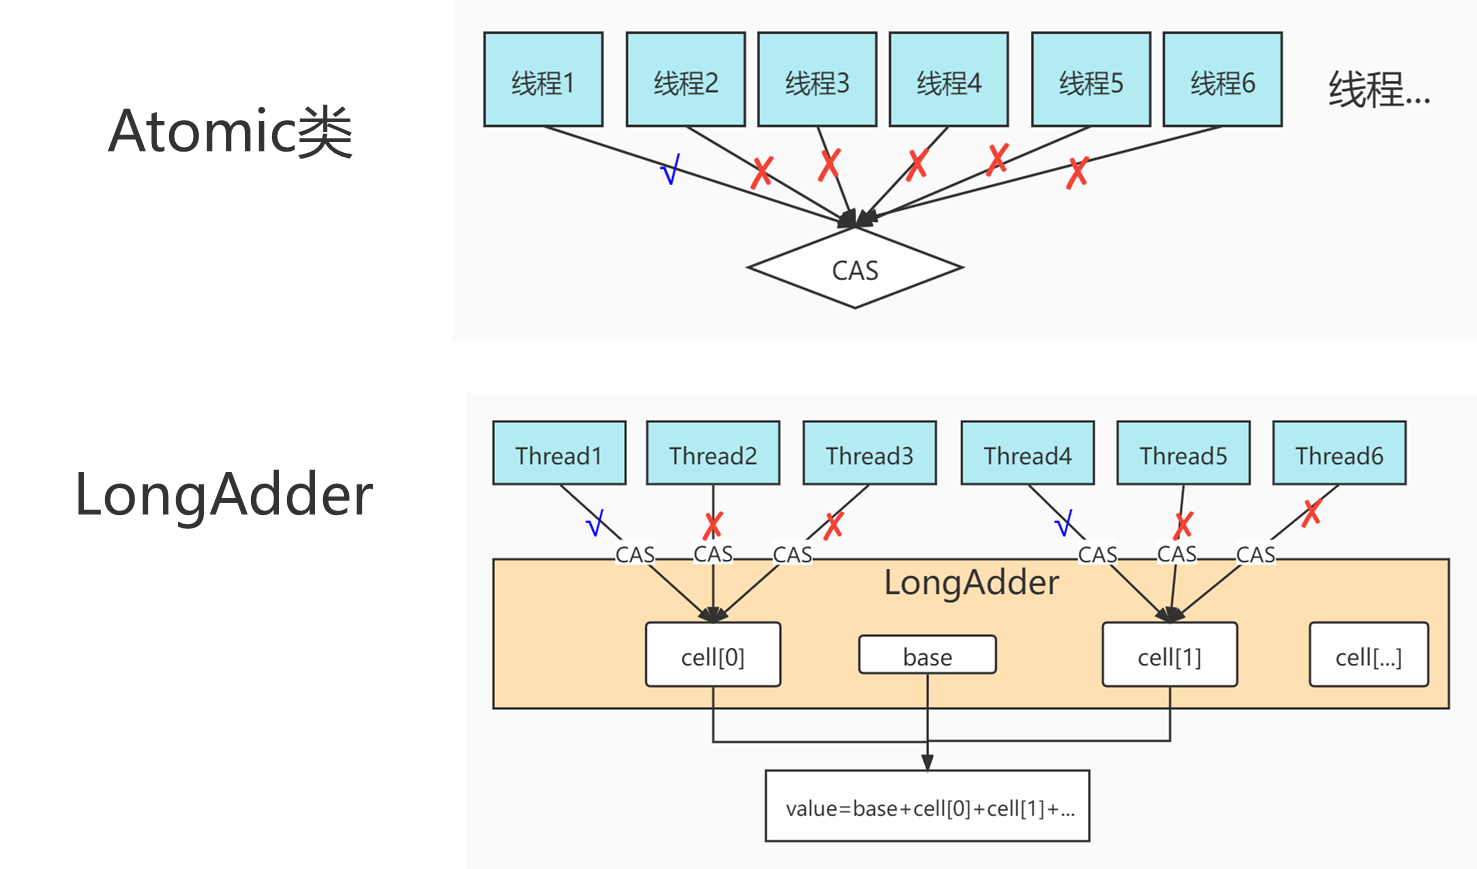 Atomic类
线程1
线程2
线程3
线程4
线程5
线程6
线程...
√
✗
✗
✗
✗
✗
CAS
LongAdder
Thread1
Thread2
Thread3
Thread4
Thread5
Thread6
√
✗
✗
√
✗
✗
CAS
CAS
CAS
CAS
CAS
CAS
LongAdder
cell[0]
base
cell[1]
cell[...]
value=base+cell[0]+cell[1]+...